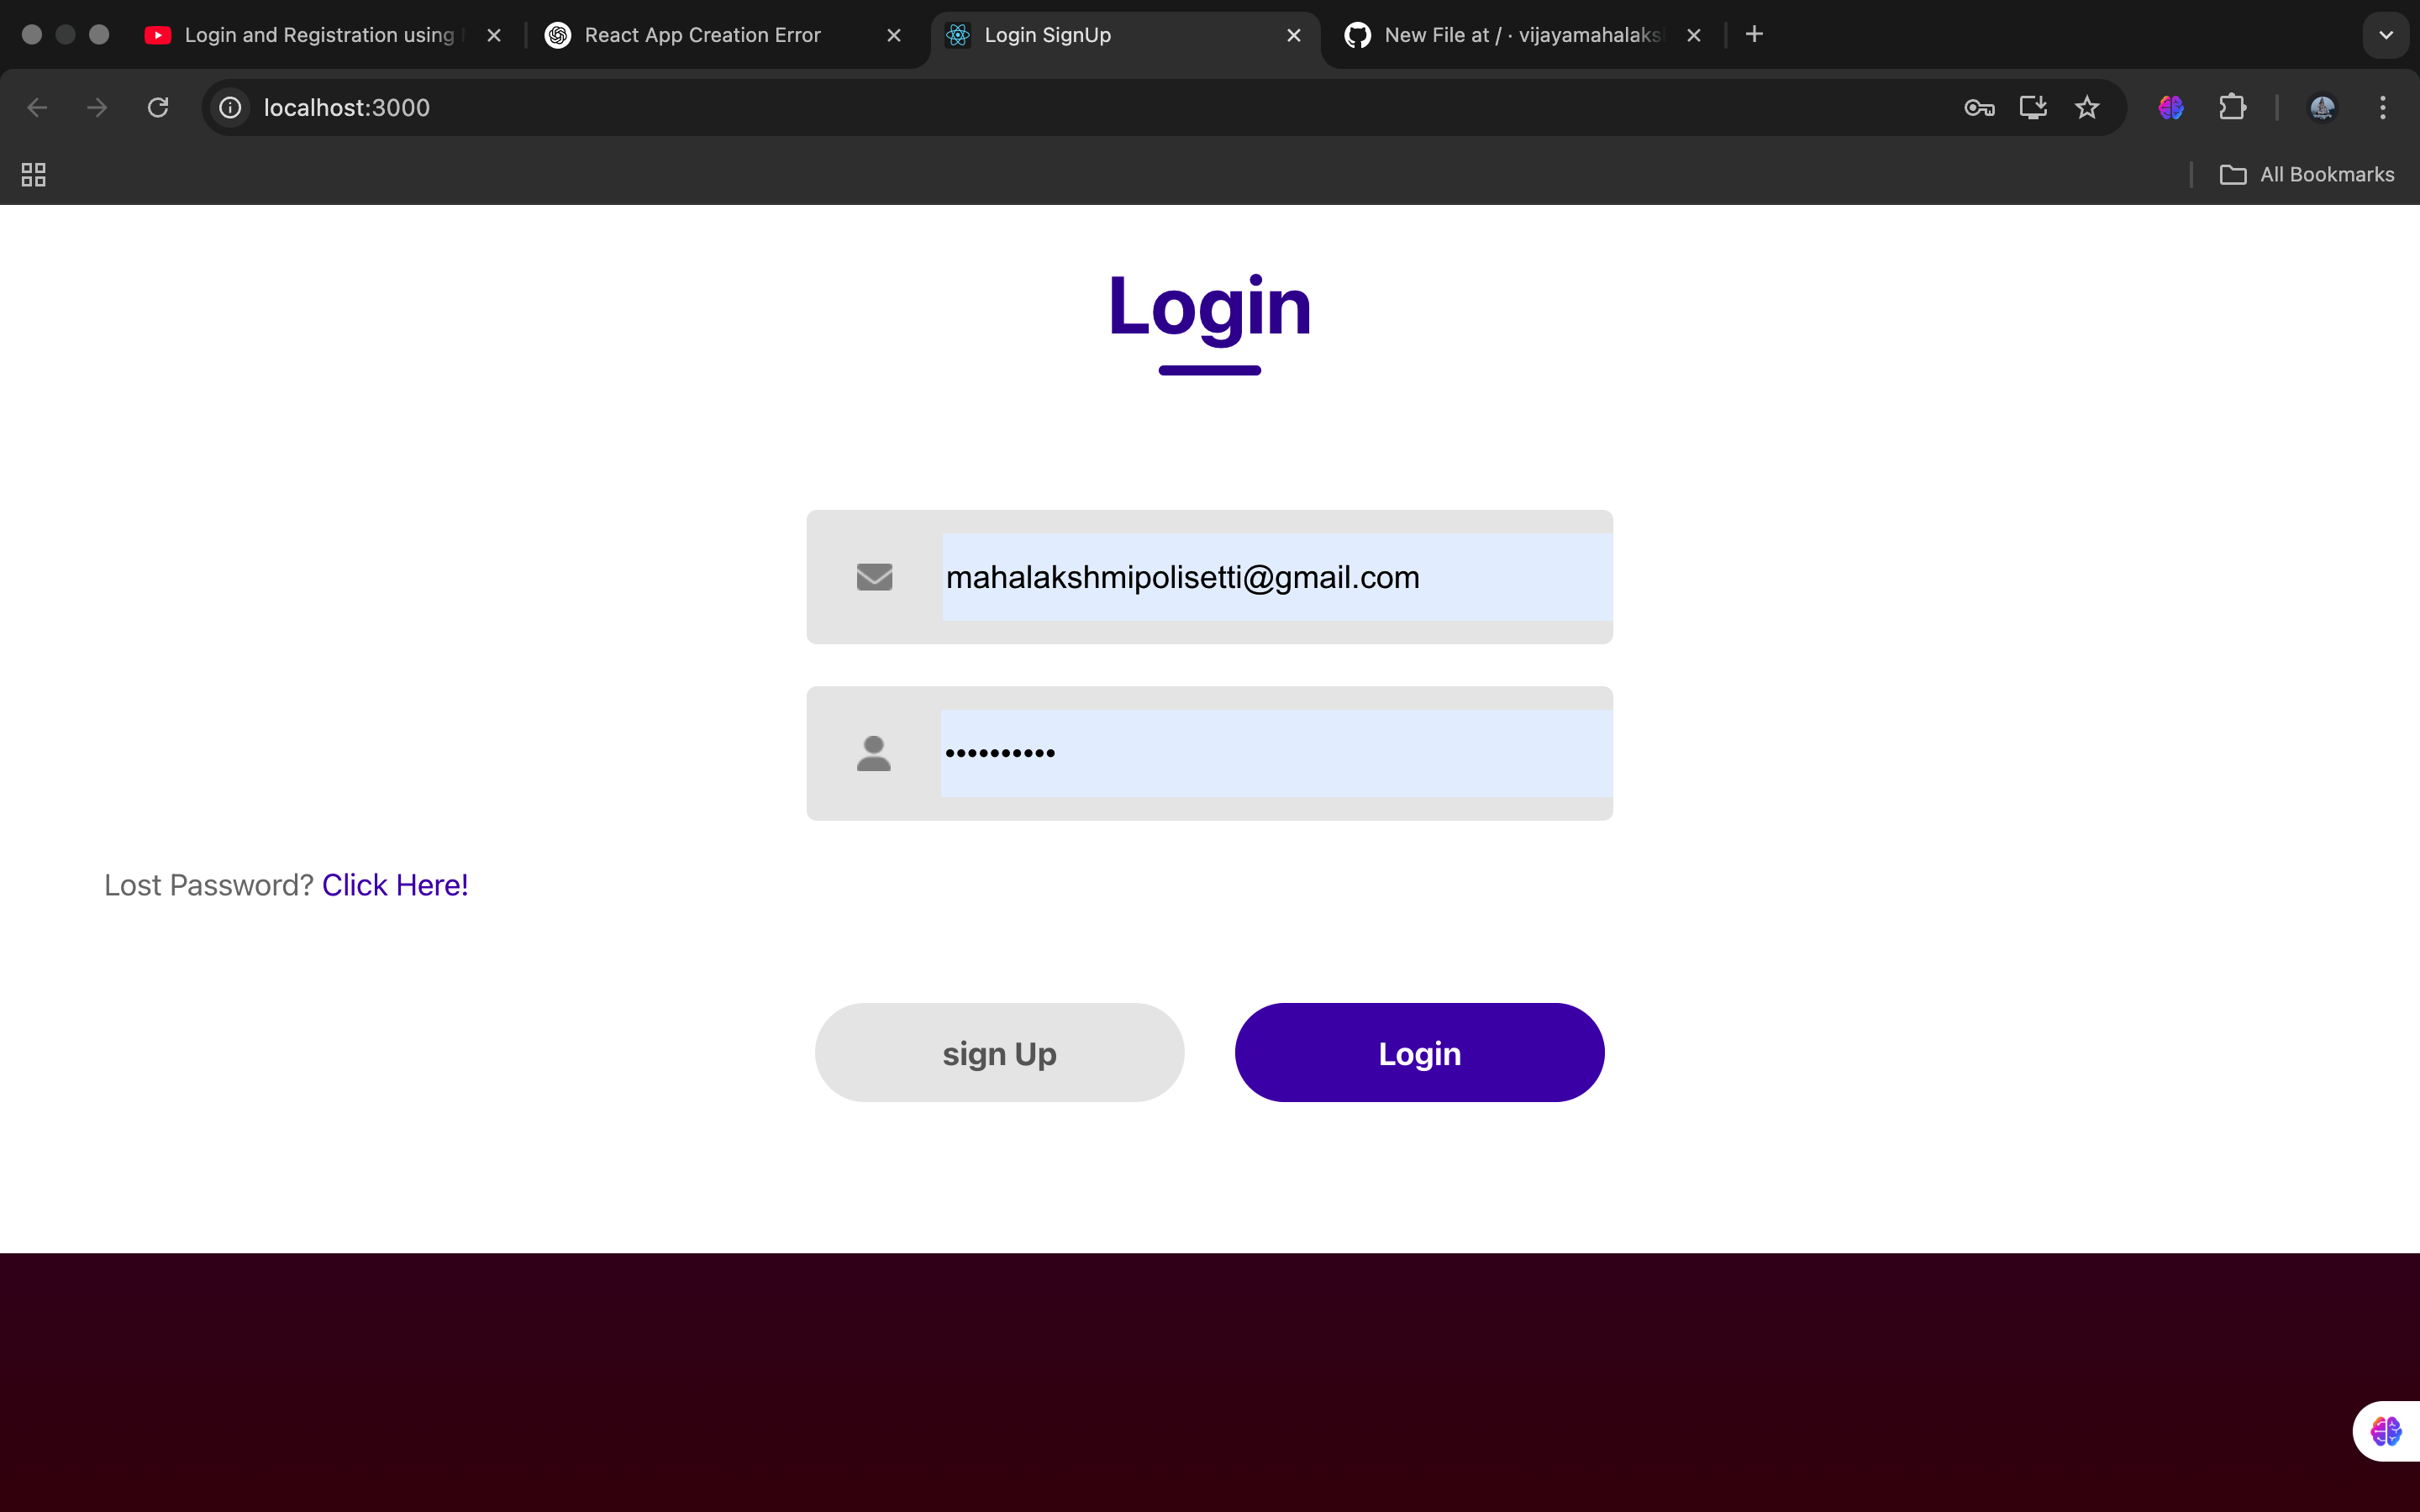 Login and Registration using
React App Creation Error
Login SignUp
New File at / · vijayamahalaks
localhost:3000
All Bookmarks
Login
mahalakshmipolisetti@gmail.com
••••••••••
Lost Password? Click Here!
sign Up
Login